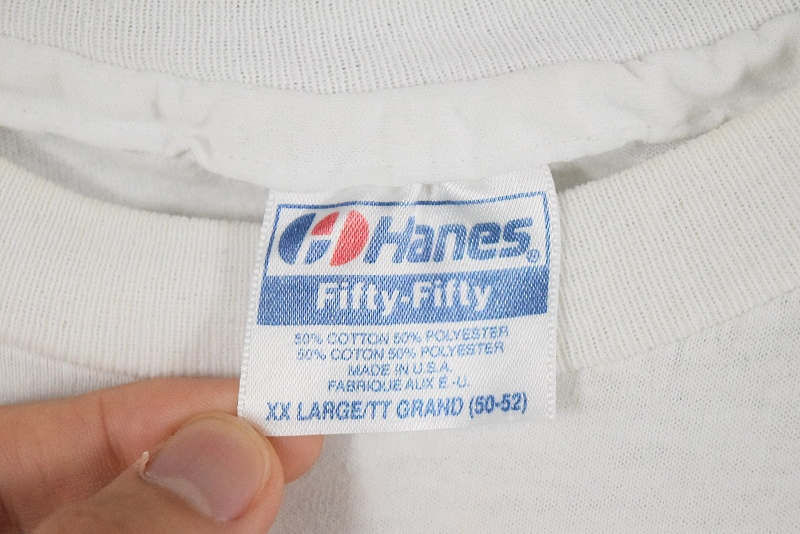 Hanes®
Fifty-Fifty
50% COTTON 50% POLYESTER
50% COTON 50% POLYESTER
MADE IN U.S.A.
FABRIQUE AUX É.-U.
XX LARGE/TT GRAND (50-52)